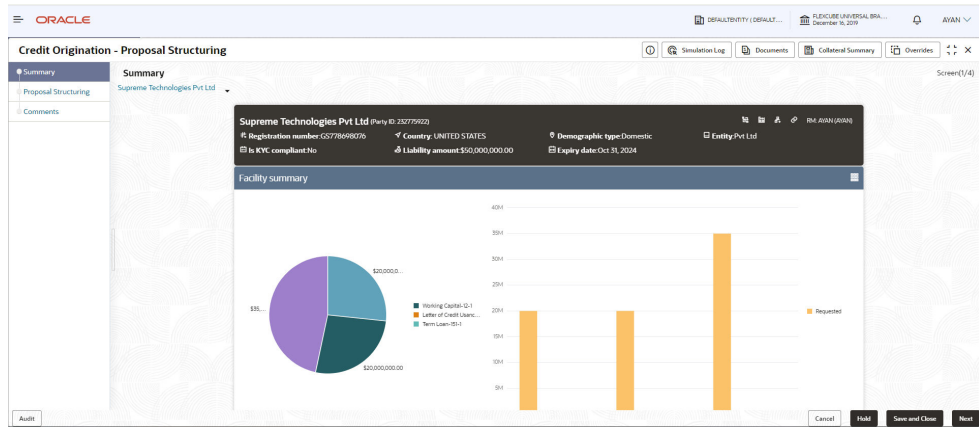 ORACLE
DEFAULTENTITY ( DEFAULT....
FLEXCUBE UNIVERSAL BRA...
December 16, 2019
AYAN
Credit Origination - Proposal Structuring
Simulation Log
Documents
Collateral Summary
Overrides
Summary
Proposal Structuring
Comments
Summary
Screen(1/4)
Supreme Technologies Pvt Ltd
Supreme Technologies Pvt Ltd (Party ID: 232775922)
RM: AYAN (AYAN)
Registration number:GS778698076
Country: UNITED STATES
Demographic type:Domestic
Entity:Pvt Ltd
Is KYC compliant:No
Liability amount:$50,000,000.00
Expiry date:Oct 31, 2024
Facility summary
$20,000,0...
$35,...
$20,000,000.00
Working Capital-12-1
Letter of Credit Usanc...
Term Loan-151-1
40M
35M
30M
25M
20M
15M
10M
5M
Requested
Audit
Cancel
Hold
Save and Close
Next